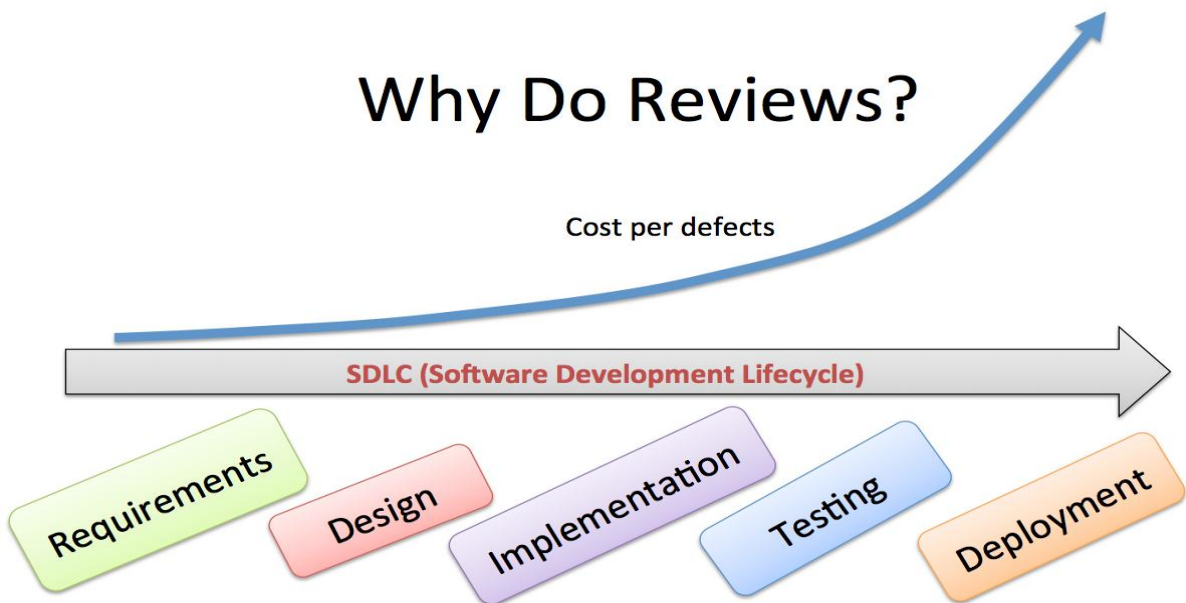 Why Do Reviews?
Cost per defects
SDLC (Software Development Lifecycle)
Requirements
Design
Implementation
Testing
Deployment